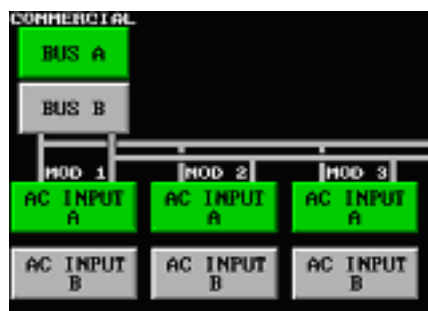 COMMERCIAL
BUS A
BUS B
MOD 1 MOD 2 MOD 3
AC INPUT A AC INPUT A AC INPUT A
AC INPUT B AC INPUT B AC INPUT B